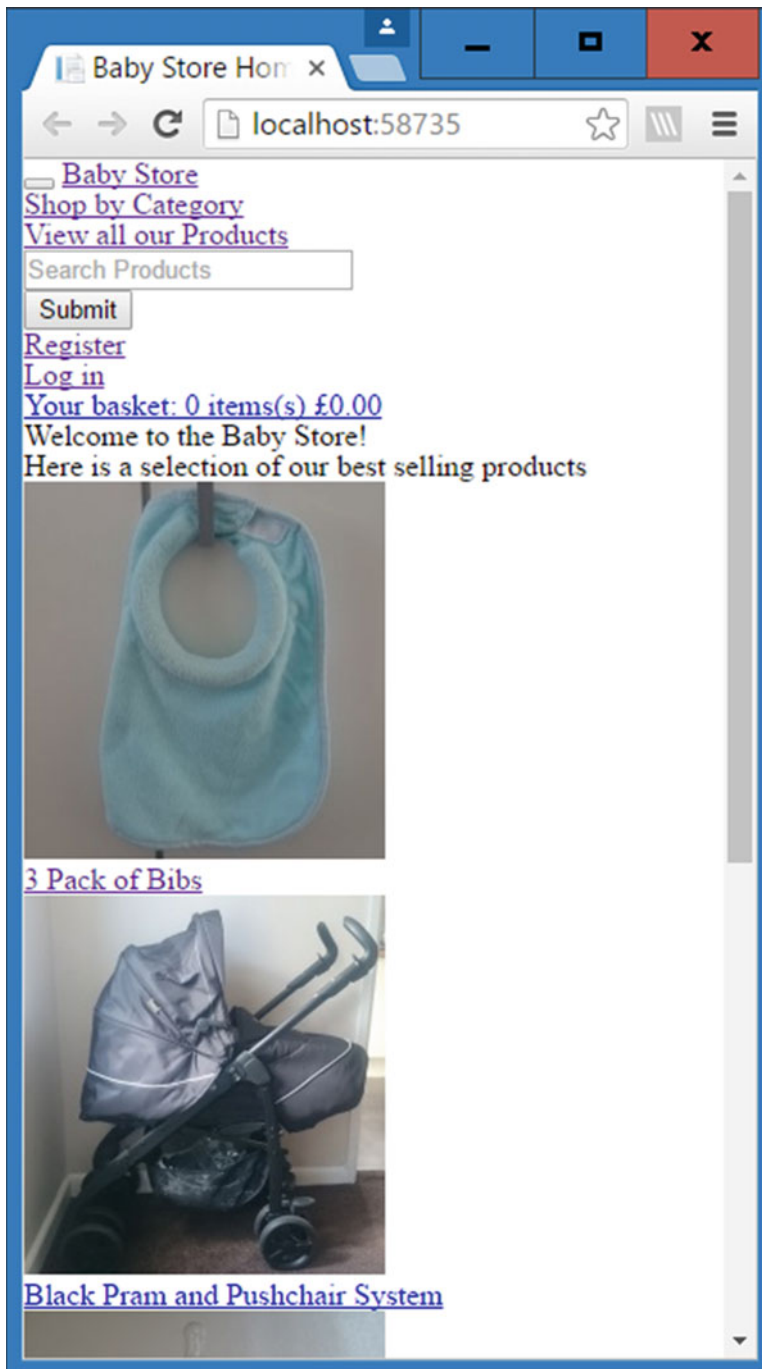 Baby Store Hom
localhost:58735
Baby Store
Shop by Category
View all our Products
Search Products
Submit
Register
Log in
Your basket: 0 items(s) £0.00
Welcome to the Baby Store!
Here is a selection of our best selling products
3 Pack of Bibs
Black Pram and Pushchair System